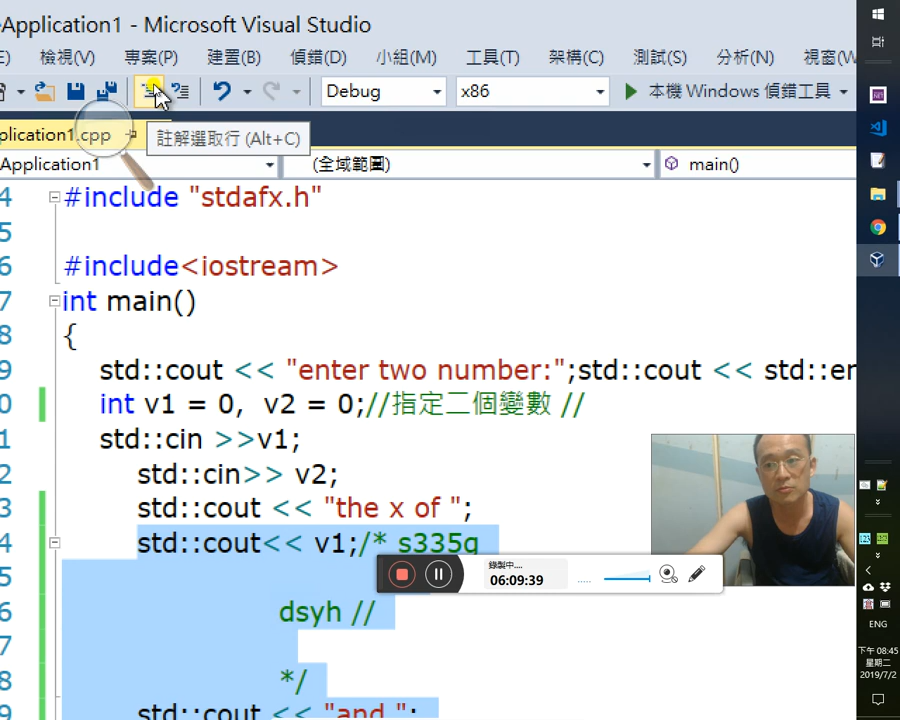 Application1 - Microsoft Visual Studio
檢視(V) 專案(P) 建置(B) 偵錯(D) 小組(M) 工具(T) 架構(C) 測試(S) 分析(N) 視窗(W
Debug x86 本機 Windows 偵錯工具
plication1.cpp
註解選取行 (Alt+C)
Application1 (全域範圍) main()
4 #include "stdafx.h"
5
6 #include<iostream>
7 int main()
8 {
9 std::cout << "enter two number:";std::cout << std::en
0 int v1 = 0, v2 = 0;//指定二個變數 //
1 std::cin >>v1;
2 std::cin>> v2;
3 std::cout << "the x of ";
4 std::cout<< v1;/* s335g
5
6 dsyh //
7
8 */
9 std::cout << "and ";
錄製中....
06:09:39
ENG
下午 08:45
星期二
2019/7/2